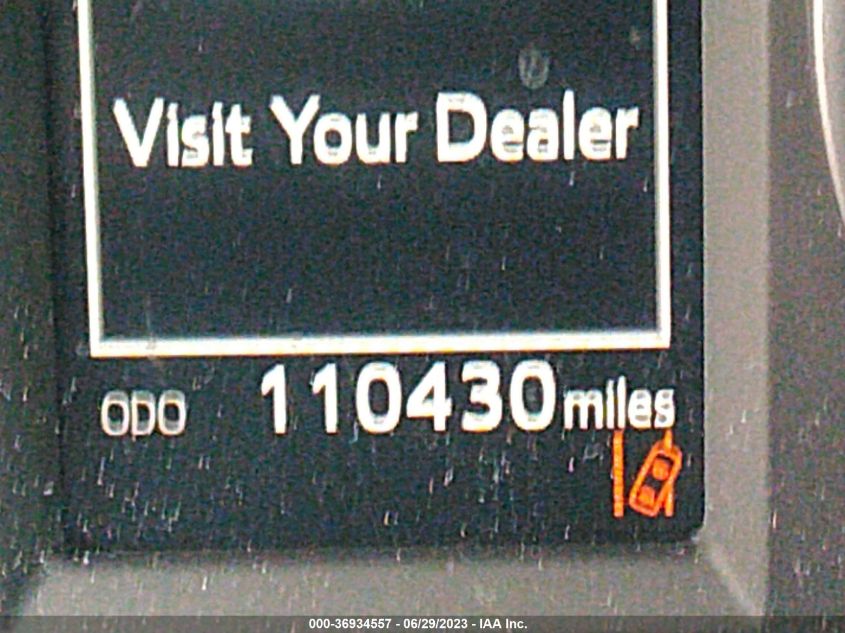 Visit Your Dealer
ODO 110430 miles
000-36934557 - 06/29/2023 - IAA Inc.